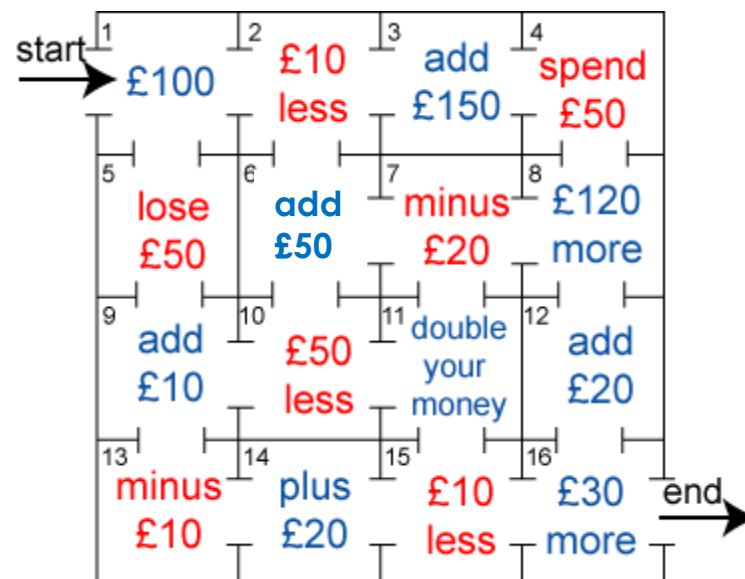 start
1
£100
2
£10
less
3
add
£150
4
spend
£50
5
lose
£50
6
add
£50
7
minus
£20
8
£120
more
9
add
£10
10
£50
less
11
double
your
money
12
add
£20
13
minus
£10
14
plus
£20
15
£10
less
16
£30
more
end